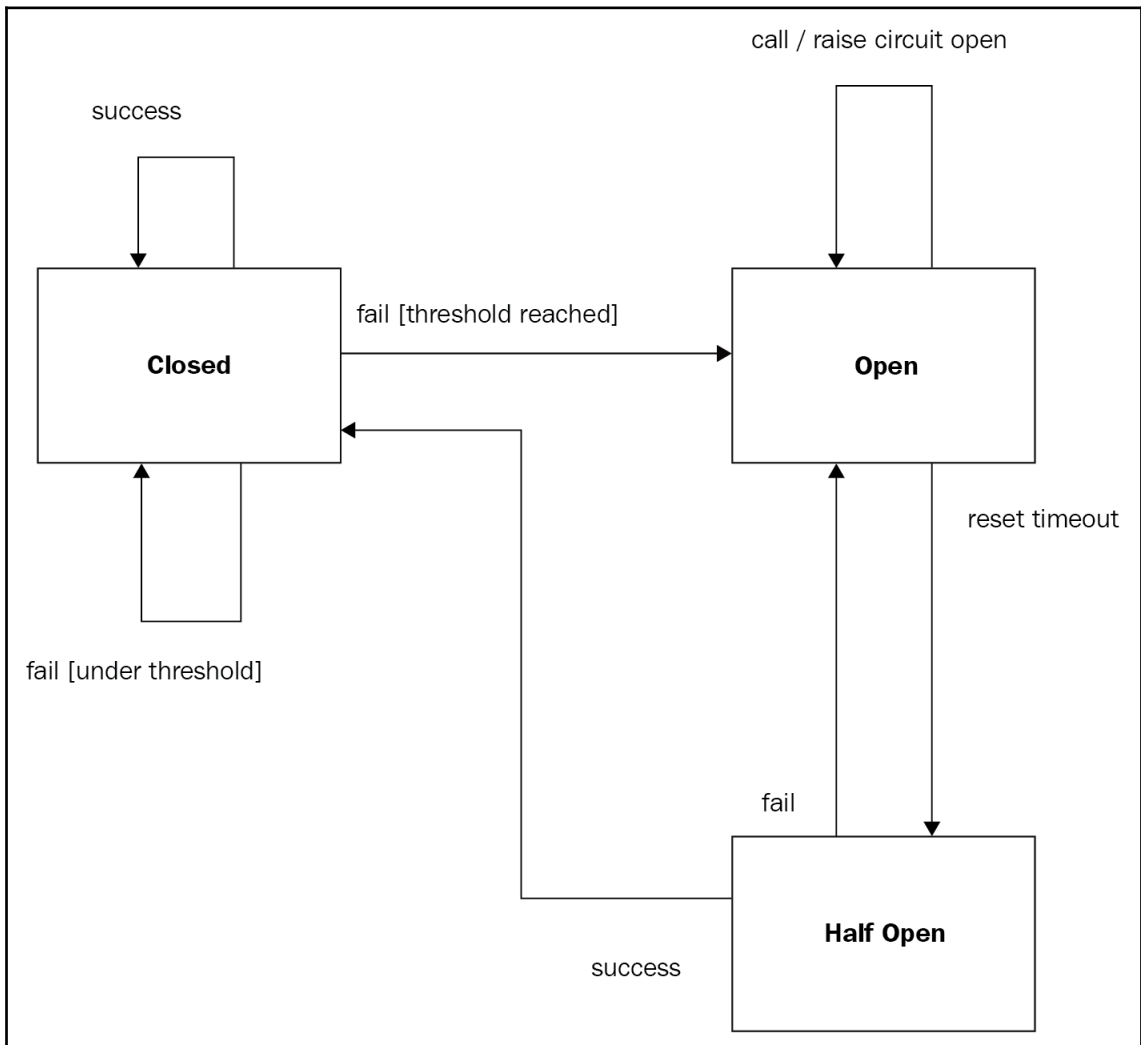 call / raise circuit open
success
fail [threshold reached]
Closed
Open
reset timeout
fail [under threshold]
fail
Half Open
success